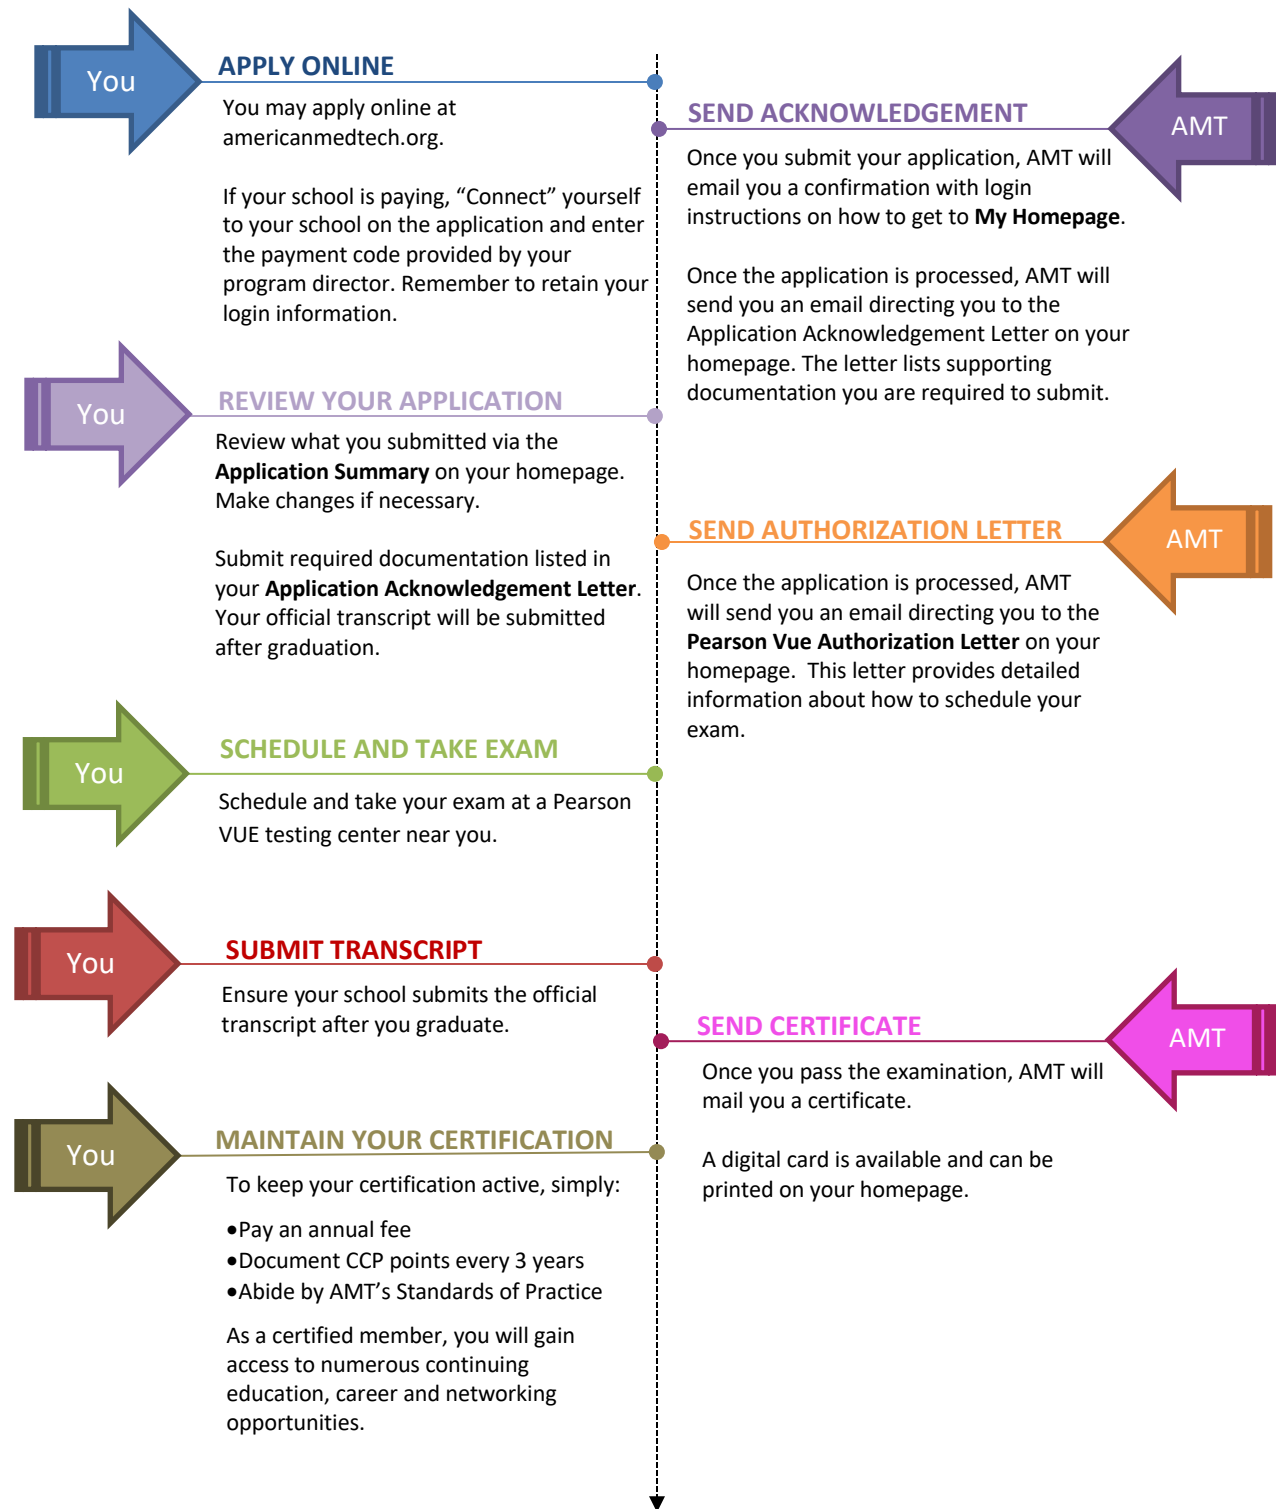 You
APPLY ONLINE
You may apply online at
americanmedtech.org.
If your school is paying, “Connect” yourself
to your school on the application and enter
the payment code provided by your
program director. Remember to retain your
login information.
AMT
SEND ACKNOWLEDGEMENT
Once you submit your application, AMT will
email you a confirmation with login
instructions on how to get to My Homepage.
Once the application is processed, AMT will
send you an email directing you to the
Application Acknowledgement Letter on your
homepage. The letter lists supporting
documentation you are required to submit.
You
REVIEW YOUR APPLICATION
Review what you submitted via the
Application Summary on your homepage.
Make changes if necessary.
Submit required documentation listed in
your Application Acknowledgement Letter.
Your official transcript will be submitted
after graduation.
AMT
SEND AUTHORIZATION LETTER
Once the application is processed, AMT
will send you an email directing you to the
Pearson Vue Authorization Letter on your
homepage.  This letter provides detailed
information about how to schedule your
exam.
You
SCHEDULE AND TAKE EXAM
Schedule and take your exam at a Pearson
VUE testing center near you.
You
SUBMIT TRANSCRIPT
Ensure your school submits the official
transcript after you graduate.
AMT
SEND CERTIFICATE
Once you pass the examination, AMT will
mail you a certificate.
A digital card is available and can be
printed on your homepage.
You
MAINTAIN YOUR CERTIFICATION
To keep your certification active, simply:
•Pay an annual fee
•Document CCP points every 3 years
•Abide by AMT’s Standards of Practice
As a certified member, you will gain
access to numerous continuing
education, career and networking
opportunities.